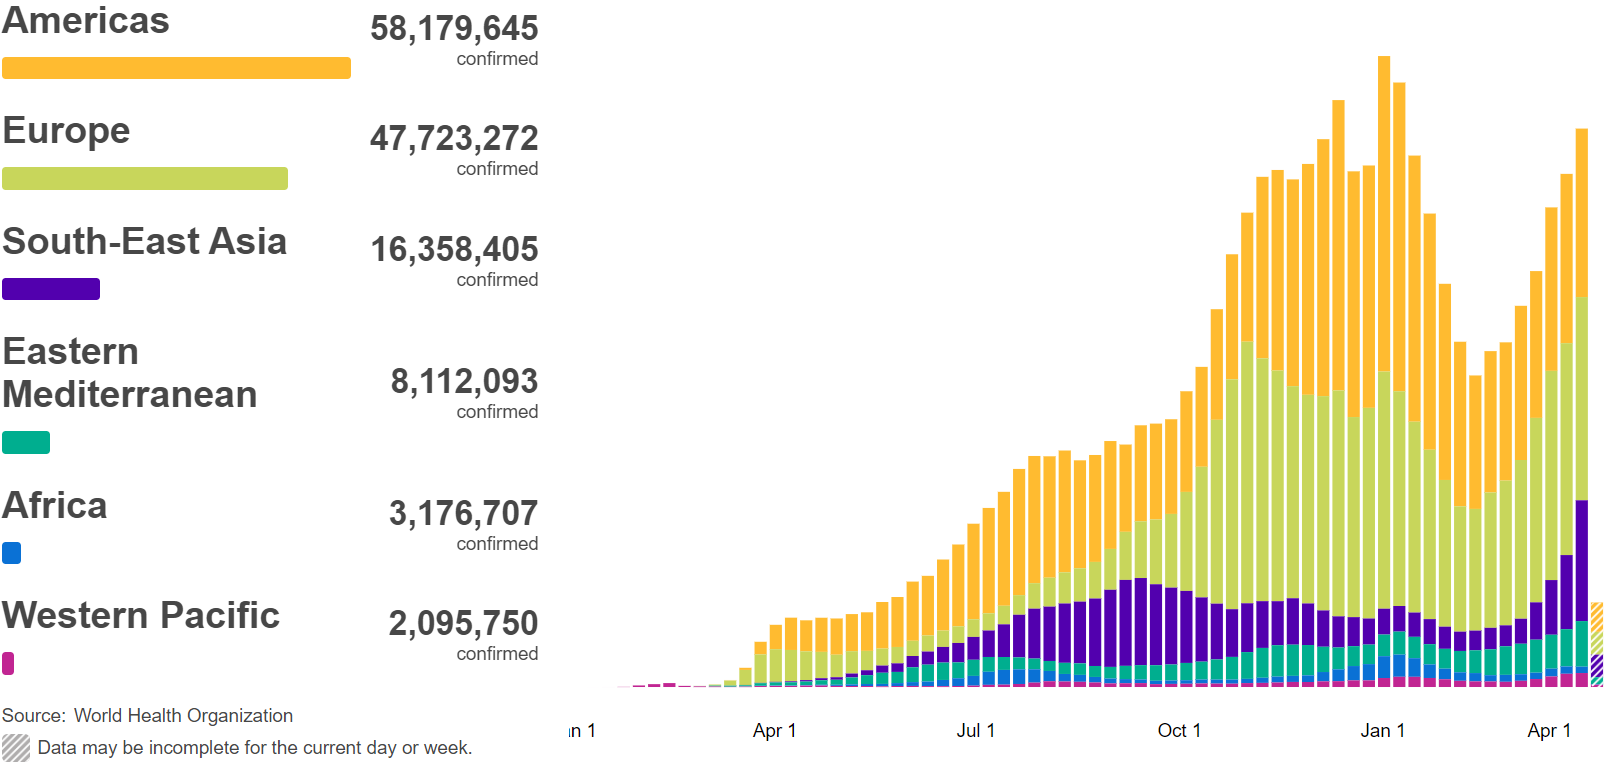 Americas
58,179,645
confirmed
Europe
47,723,272
confirmed
South-East Asia
16,358,405
confirmed
Eastern
Mediterranean
8,112,093
confirmed
Africa
3,176,707
confirmed
Western Pacific
2,095,750
confirmed
Source: World Health Organization
Data may be incomplete for the current day or week.
n 1 Apr 1 Jul 1 Oct 1 Jan 1 Apr 1